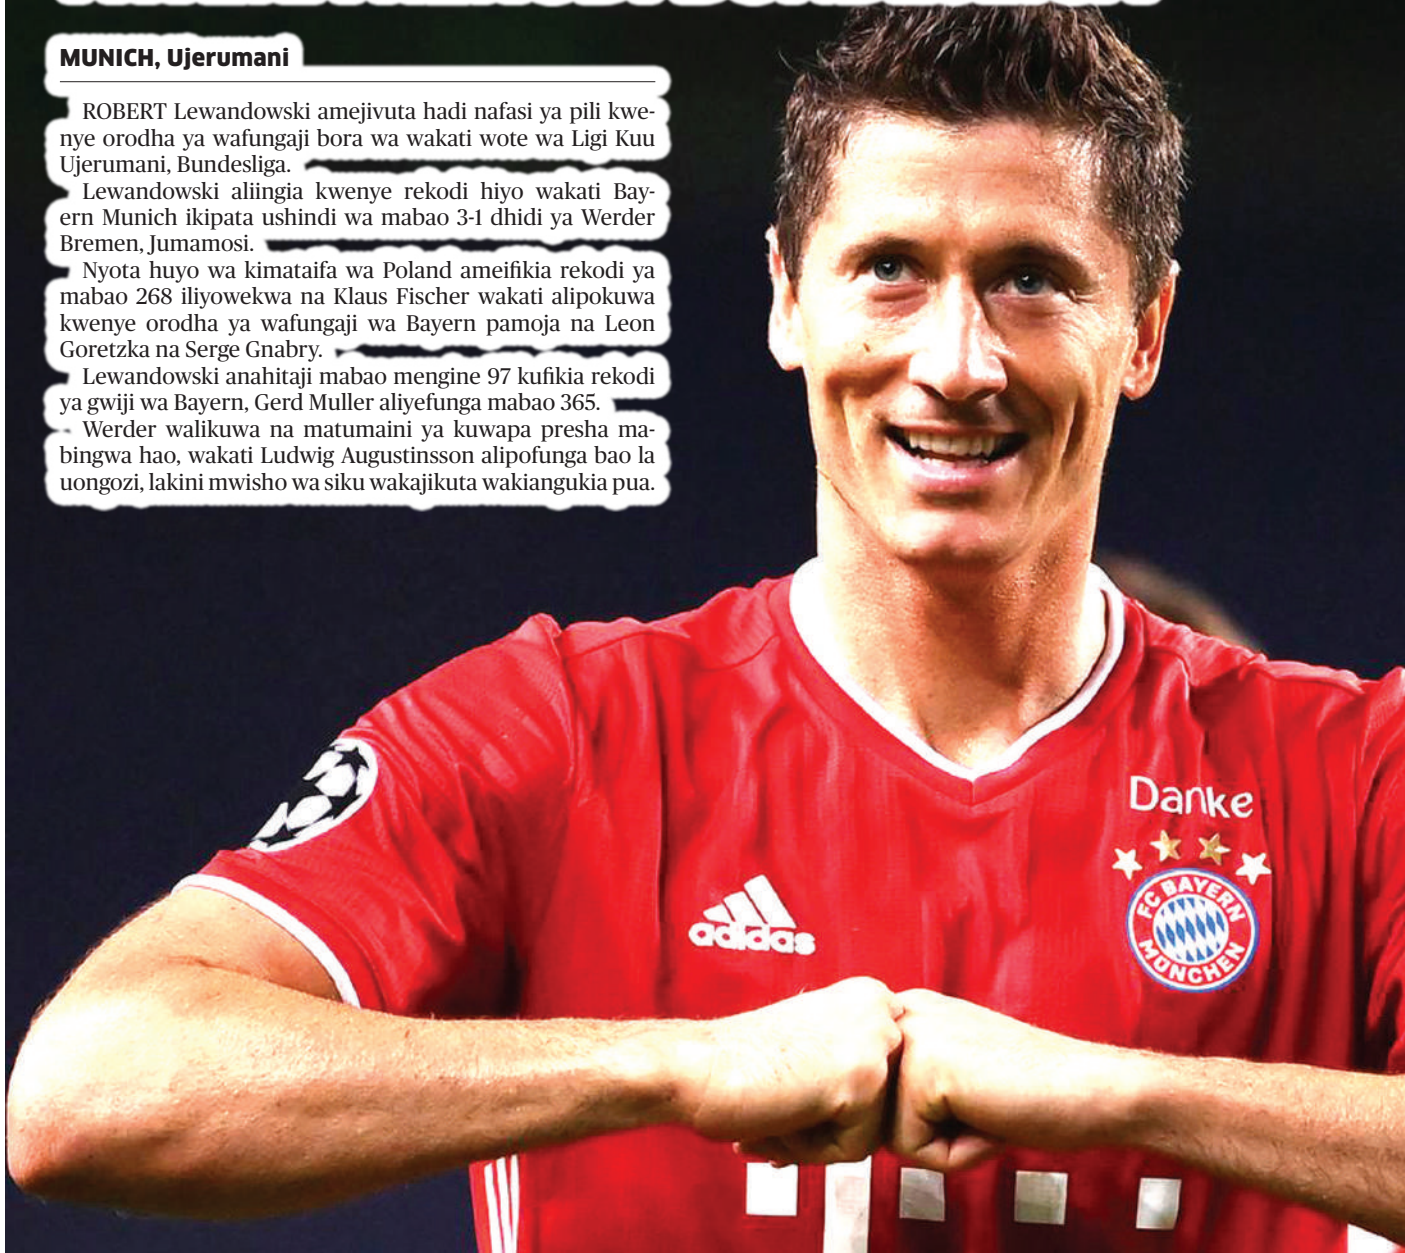 MUNICH, Ujerumani
ROBERT Lewandowski amejivuta hadi nafasi ya pili kwe-
nye orodha ya wafungaji bora wa wakati wote wa Ligi Kuu
Ujerumani, Bundesliga.
Lewandowski aliingia kwenye rekodi hiyo wakati Bay-
ern Munich ikipata ushindi wa mabao 3-1 dhidi ya Werder
Bremen, Jumamosi.
Nyota huyo wa kimataifa wa Poland ameifikia rekodi ya
mabao 268 iliyowekwa na Klaus Fischer wakati alipokuwa
kwenye orodha ya wafungaji wa Bayern pamoja na Leon
Goretzka na Serge Gnabry.
Lewandowski anahitaji mabao mengine 97 kufikia rekodi
ya gwiji wa Bayern, Gerd Muller aliyefunga mabao 365.
Werder walikuwa na matumaini ya kuwapa presha ma-
bingwa hao, wakati Ludwig Augustinsson alipofunga bao la
uongozi, lakini mwisho wa siku wakajikuta wakiangukia pua.
Danke
adidas
FC BAYERN
MÜNCHEN